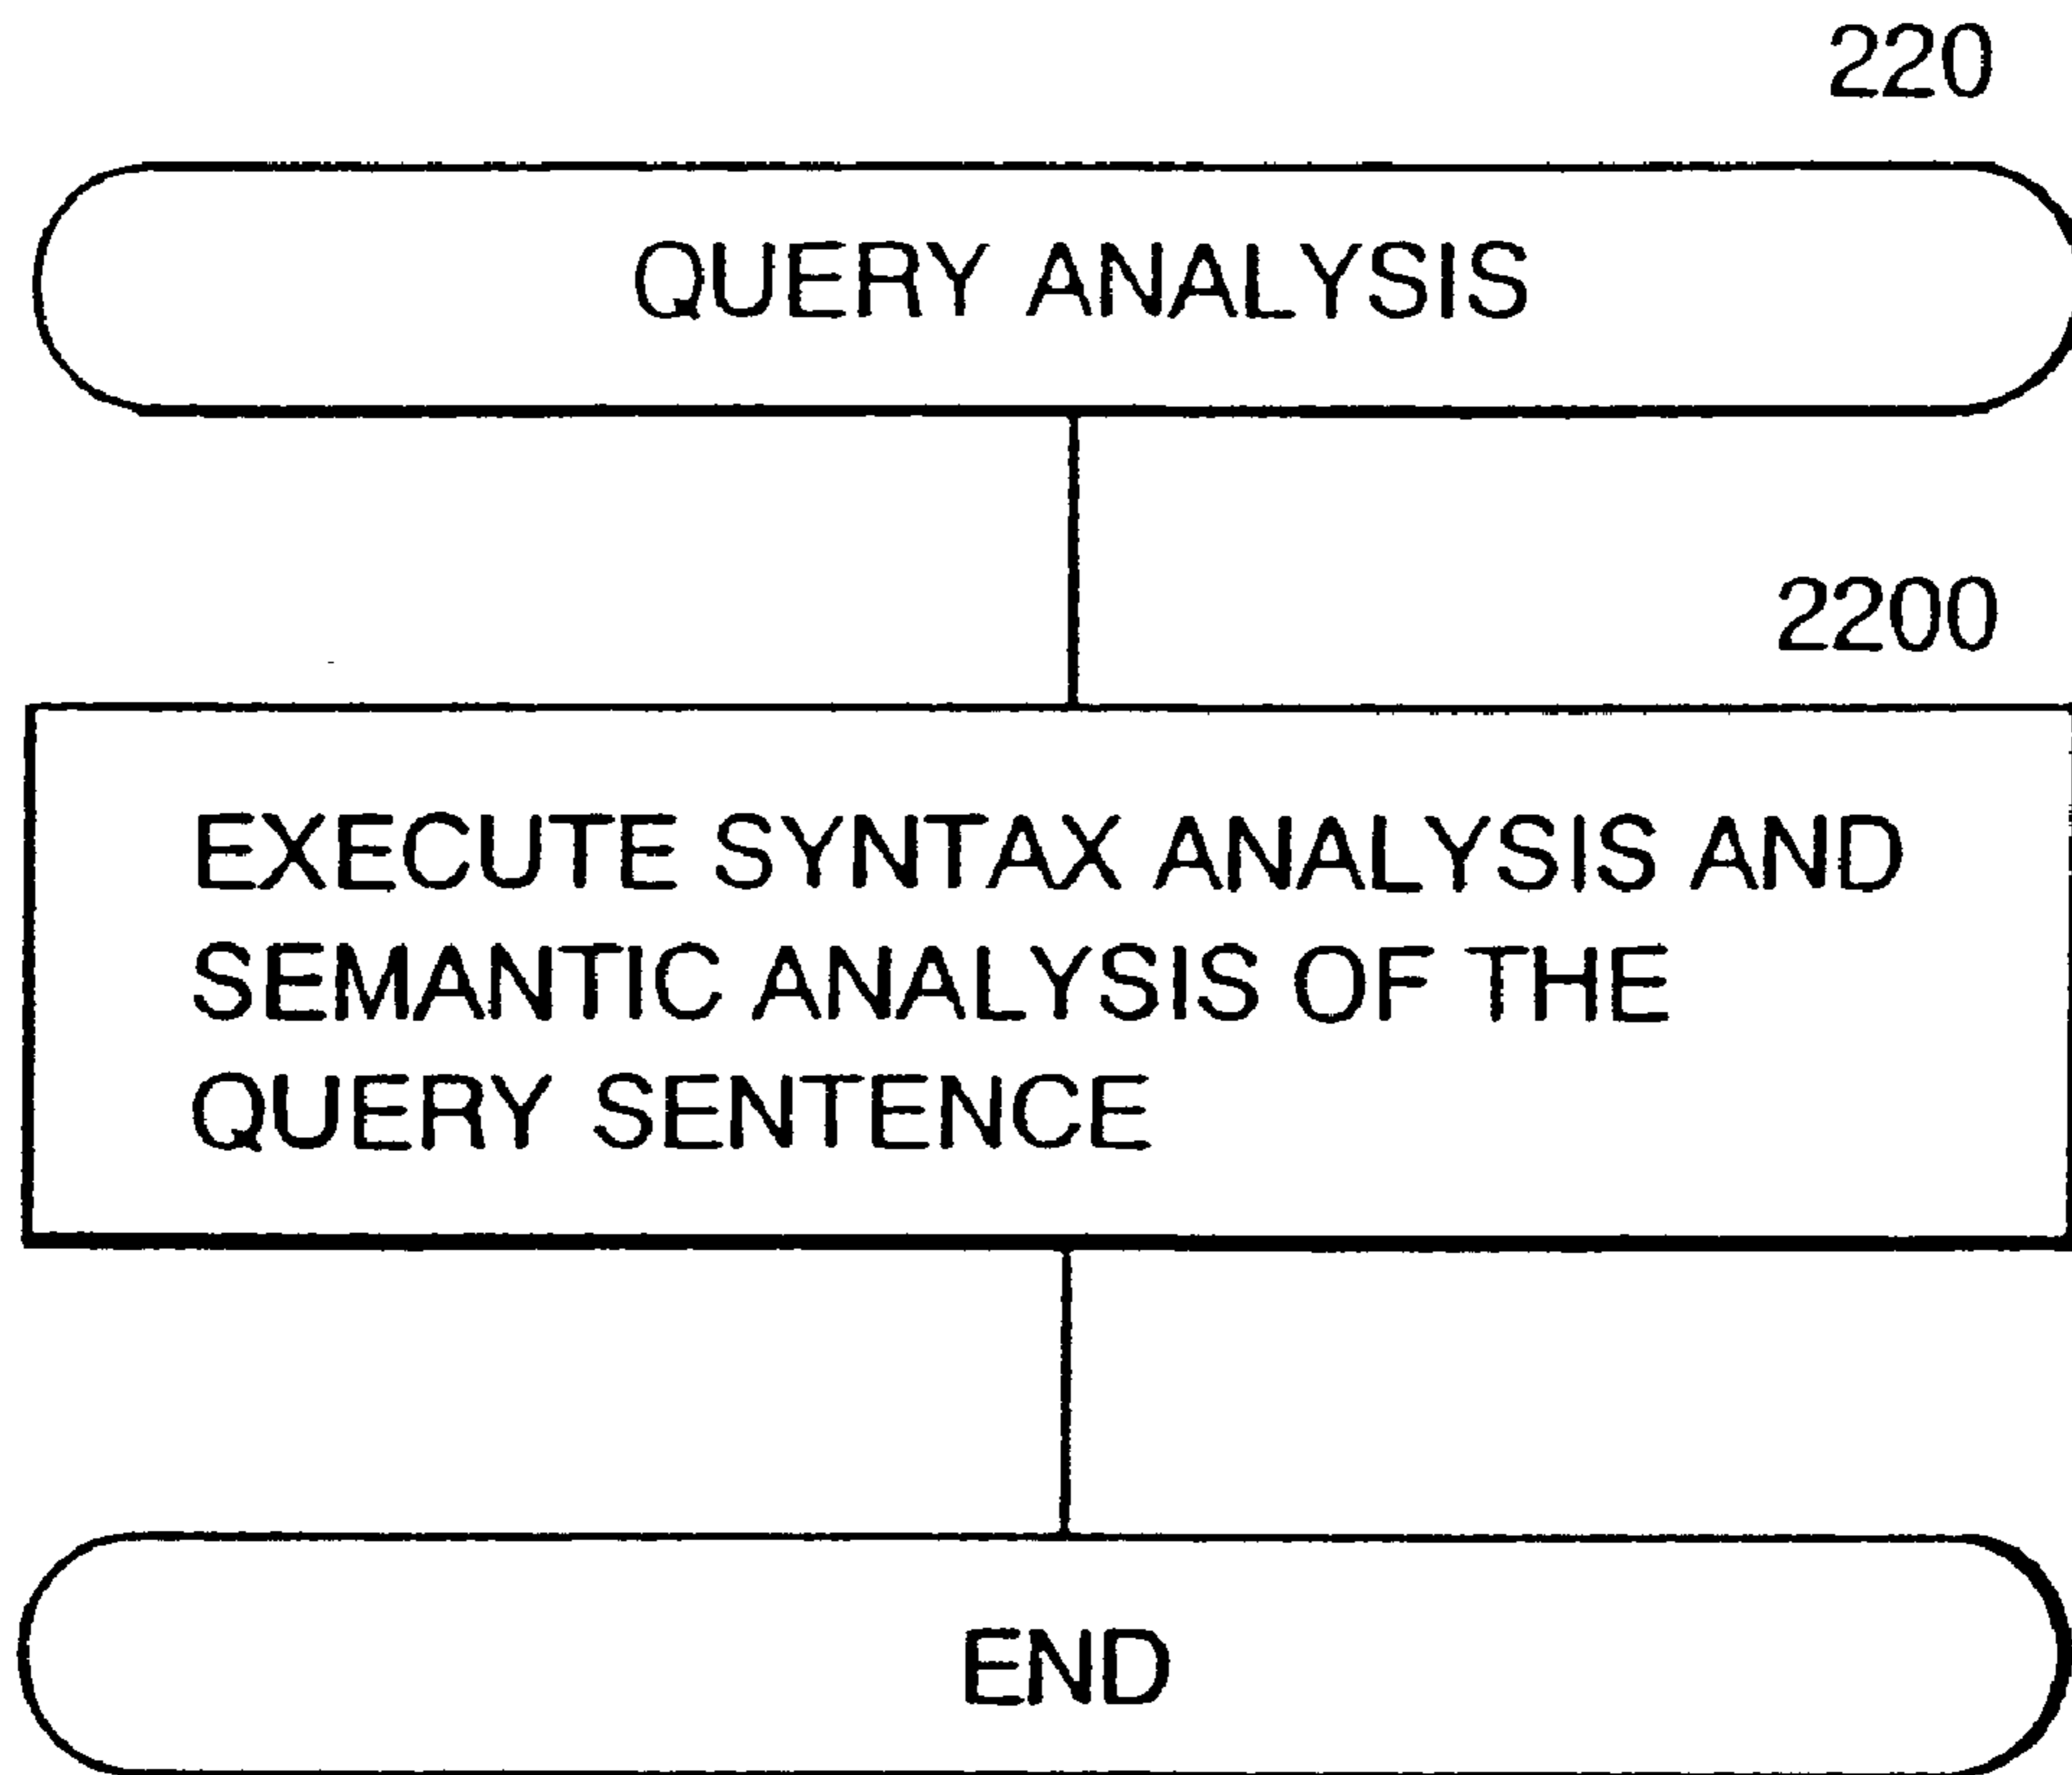 220
QUERY ANALYSIS
2200
EXECUTE SYNTAX ANALYSIS AND
SEMANTIC ANALYSIS OF THE
QUERY SENTENCE
END